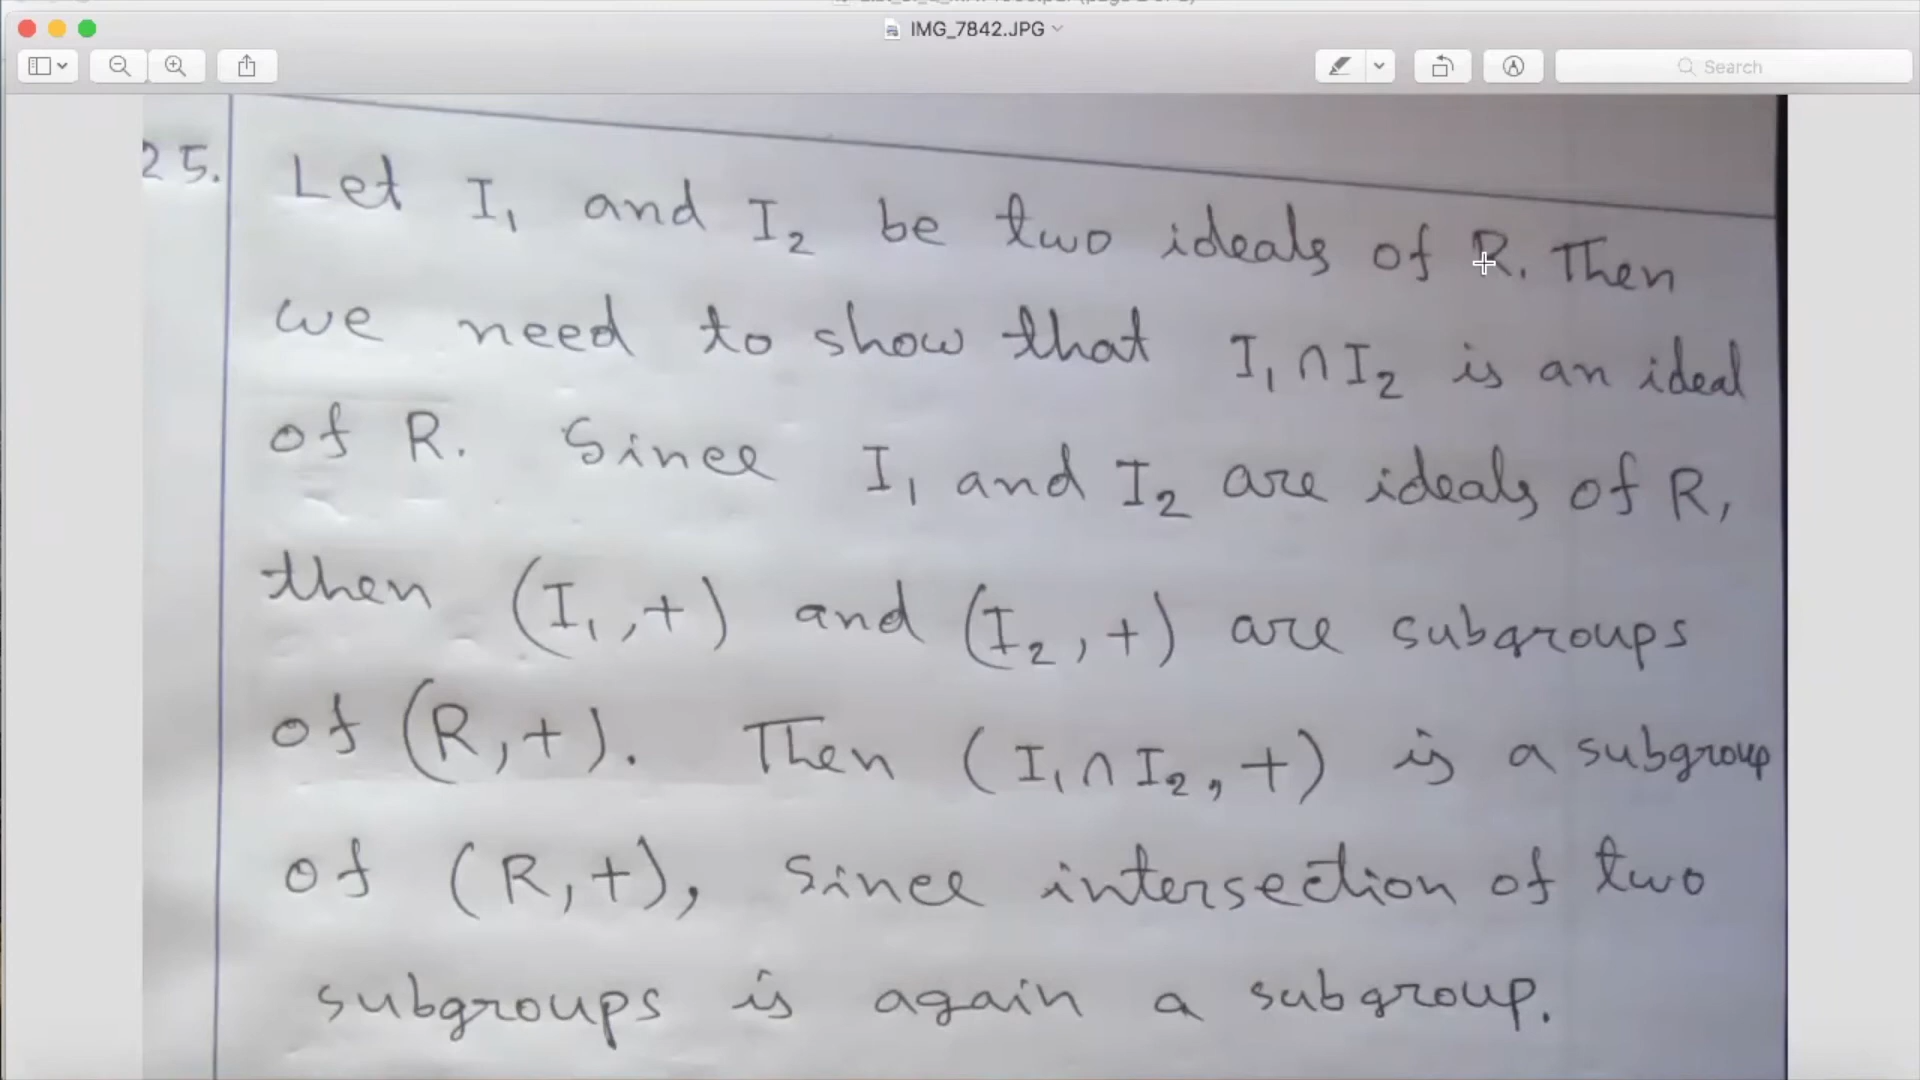 IMG_7842.JPG
Search
25. Let I₁ and I₂ be two ideals of R. Then
we need to show that I₁ ∩ I₂ is an ideal
of R. Since I₁ and I₂ are ideals of R,
then (I₁,+) and (I₂,+) are subgroups
of (R,+). Then (I₁∩I₂,+) is a subgroup
of (R,+), since intersection of two
subgroups is again a subgroup.